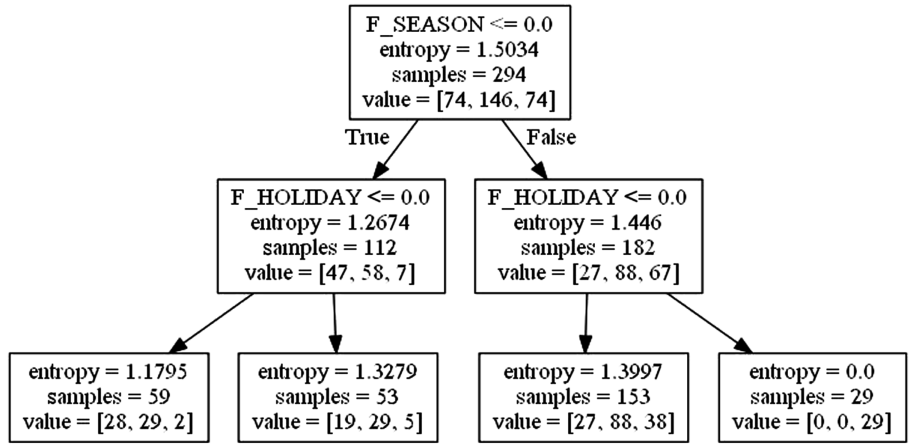 F_SEASON <= 0.0
entropy = 1.5034
samples = 294
value = [74, 146, 74]
True
False
F_HOLIDAY <= 0.0
entropy = 1.2674
samples = 112
value = [47, 58, 7]
F_HOLIDAY <= 0.0
entropy = 1.446
samples = 182
value = [27, 88, 67]
entropy = 1.1795
samples = 59
value = [28, 29, 2]
entropy = 1.3279
samples = 53
value = [19, 29, 5]
entropy = 1.3997
samples = 153
value = [27, 88, 38]
entropy = 0.0
samples = 29
value = [0, 0, 29]